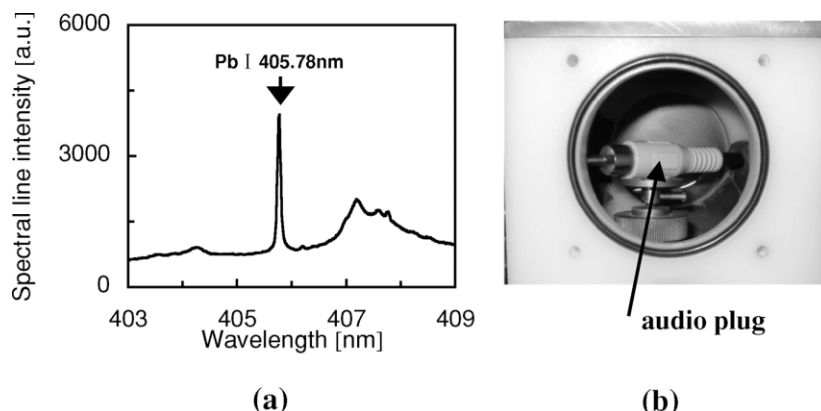 6000
3000
0
Spectral line intensity [a.u.]
Pb I 405.78nm
403
405
407
409
Wavelength [nm]
(a)
audio plug
(b)